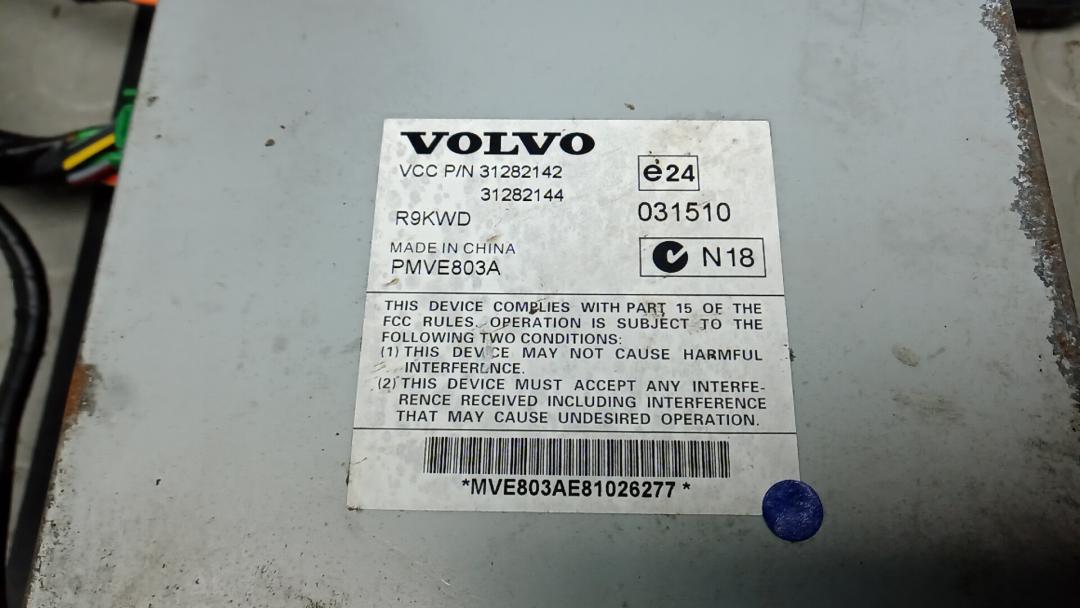 VOLVO
VCC P/N 31282142
31282144
e24
R9KWD
031510
MADE IN CHINA
PMVE803A
N18
THIS DEVICE COMPLIES WITH PART 15 OF THE
FCC RULES. OPERATION IS SUBJECT TO THE
FOLLOWING TWO CONDITIONS:
(1) THIS DEVICE MAY NOT CAUSE HARMFUL
INTERFERENCE.
(2) THIS DEVICE MUST ACCEPT ANY INTERFE-
RENCE RECEIVED INCLUDING INTERFERENCE
THAT MAY CAUSE UNDESIRED OPERATION.
*MVE803AE81026277*